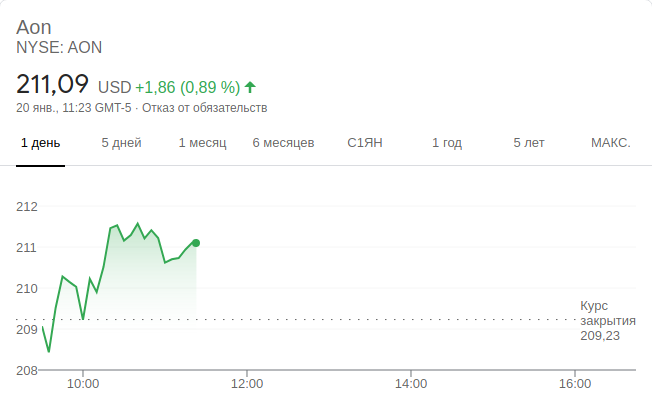 Aon
NYSE: AON
211,09 USD +1,86 (0,89 %)
20 янв., 11:23 GMT-5 · Отказ от обязательств
1 день 5 дней 1 месяц 6 месяцев С1ЯН 1 год 5 лет МАКС.
212
211
210
209
208
Курс
закрытия
209,23
10:00 12:00 14:00 16:00